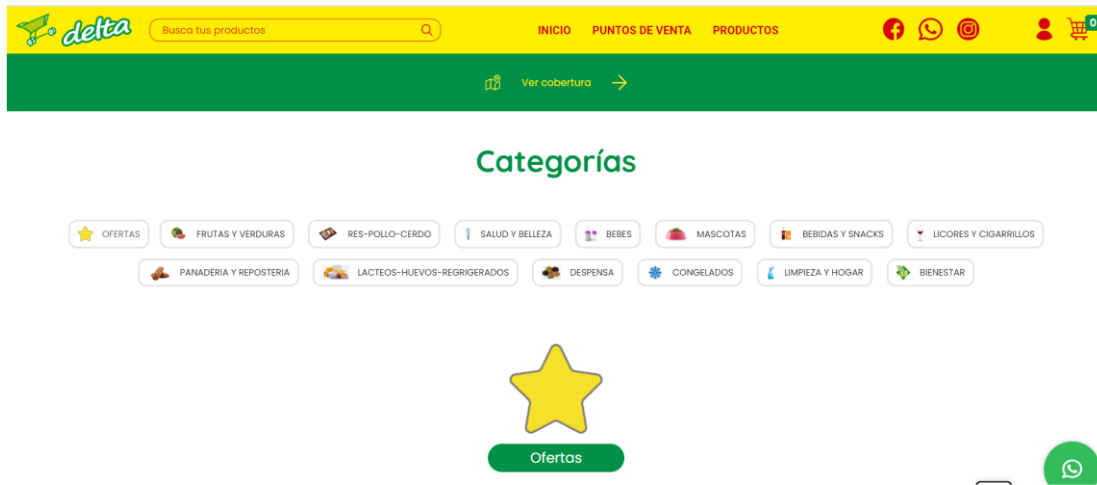 delta
Busca tus productos
INICIO PUNTOS DE VENTA PRODUCTOS
0
Ver cobertura
Categorías
OFERTAS FRUTAS Y VERDURAS RES-POLLO-CERDO SALUD Y BELLEZA BEBES MASCOTAS BEBIDAS Y SNACKS LICORES Y CIGARRILLOS
PANADERIA Y REPOSTERIA LACTEOS-HUEVOS-REGRIGERADOS DESPENSA CONGELADOS LIMPIEZA Y HOGAR BIENESTAR
Ofertas